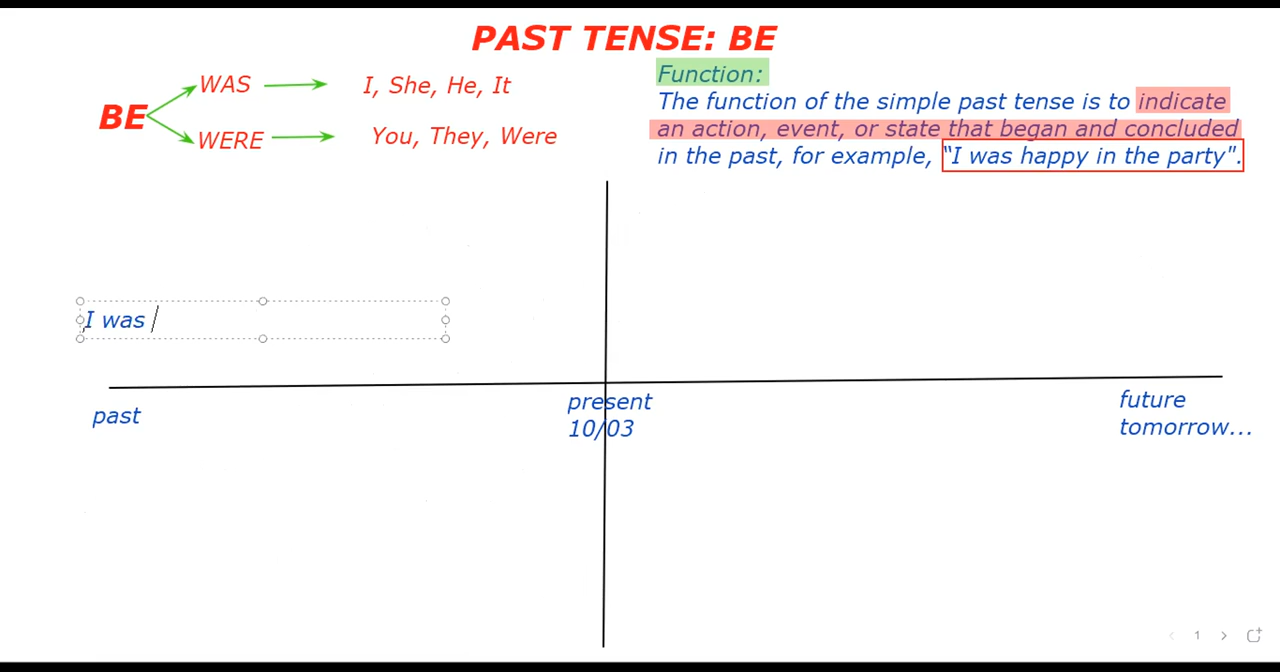 PAST TENSE: BE
BE
WAS
I, She, He, It
WERE
You, They, Were
Function:
The function of the simple past tense is to indicate
an action, event, or state that began and concluded
in the past, for example, "I was happy in the party".
I was
past
present
10/03
future
tomorrow...
1